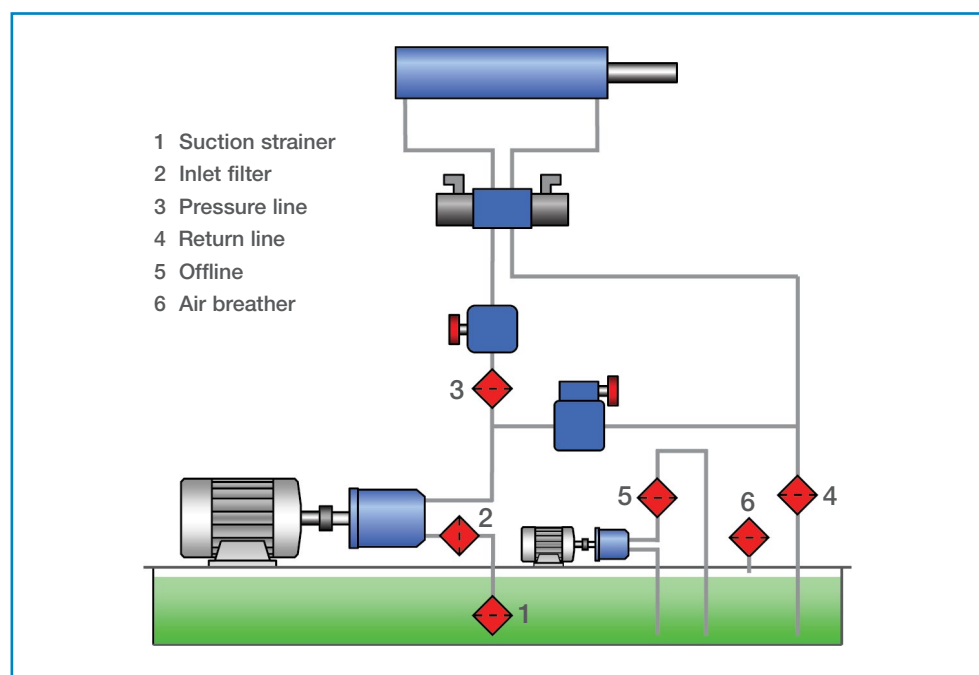 1 Suction strainer
2 Inlet filter
3 Pressure line
4 Return line
5 Offline
6 Air breather
3
5
6
4
2
1